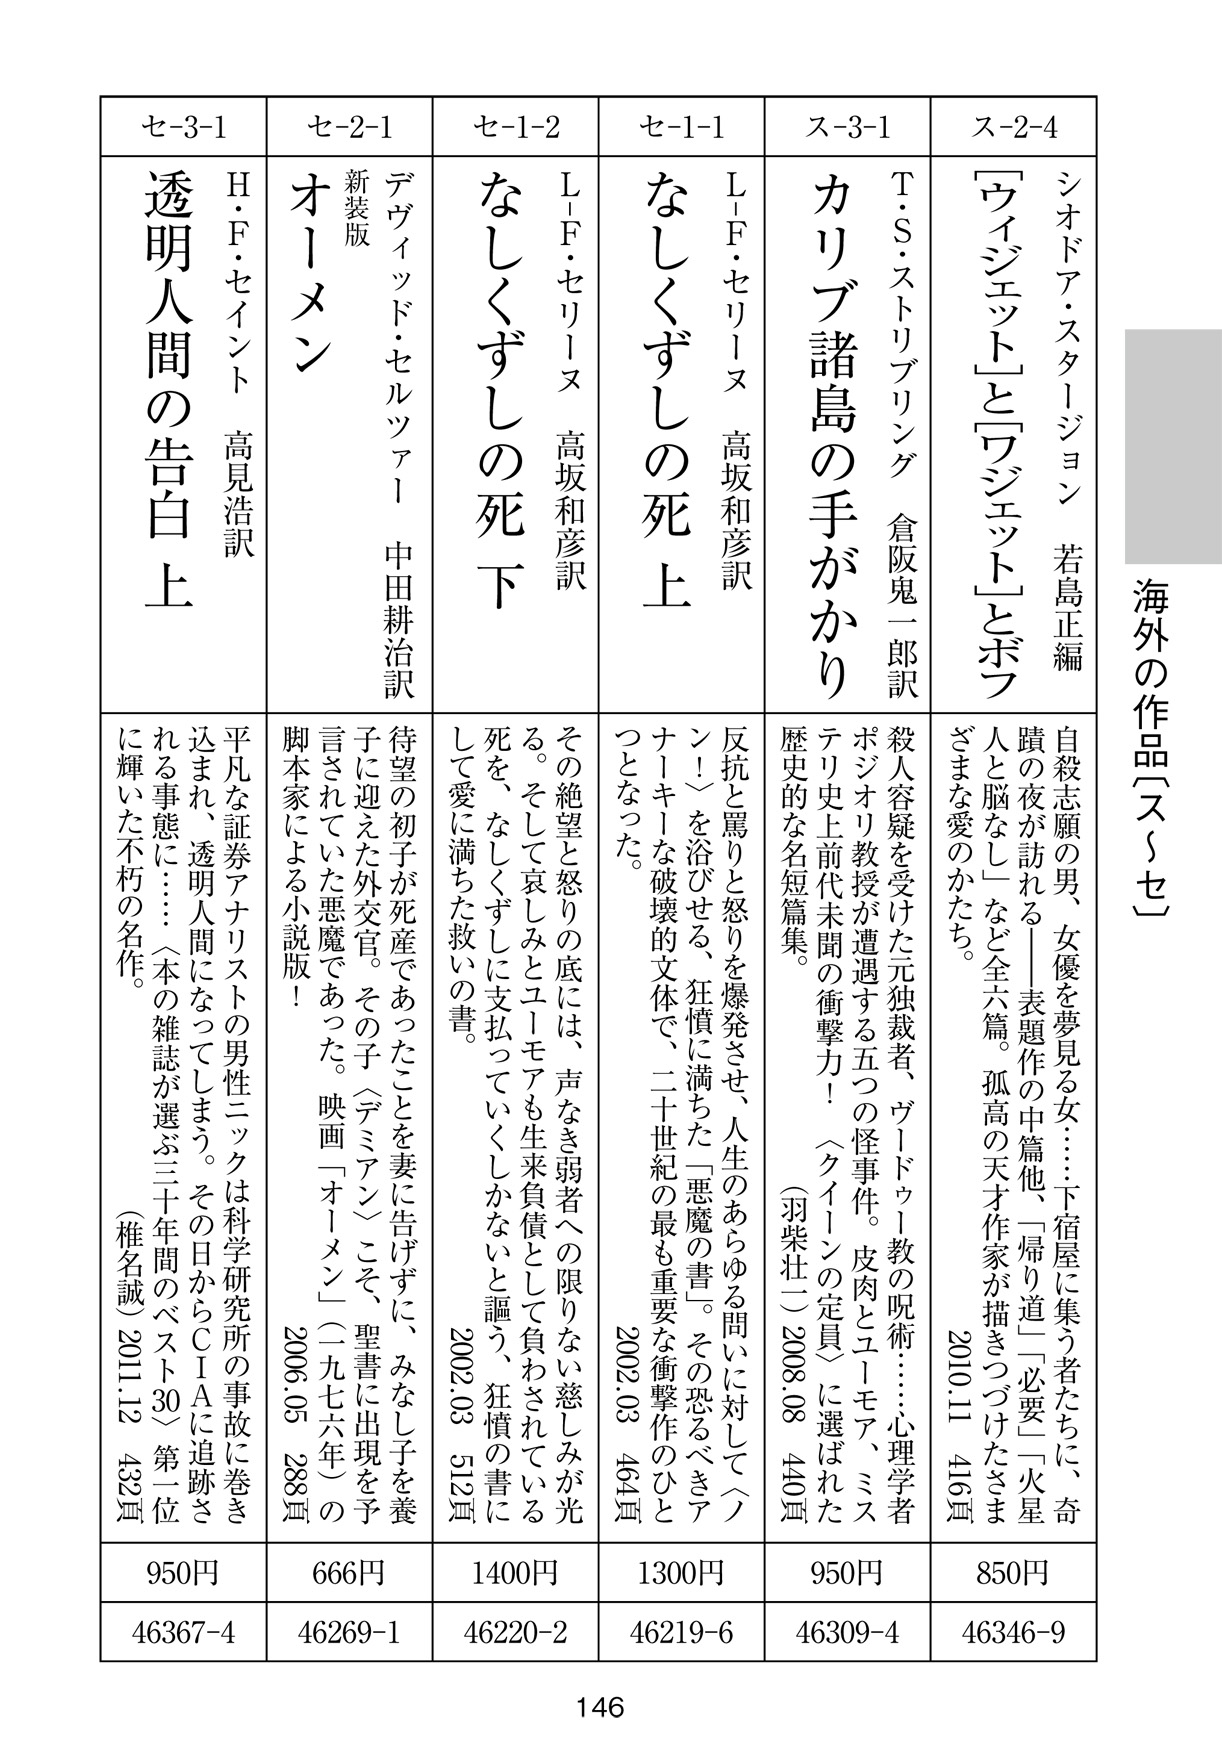 海外の作品〔ス〜セ〕
ス-2-4
シオドア・スタージョン　若島正編
［ウィジェット］と［ワジェット］とボフ
自殺志願の男、女優を夢見る女……下宿屋に集う者たちに、奇
蹟の夜が訪れる――表題作の中篇他、「帰り道」「必要」「火星
人と脳なし」など全六篇。孤高の天才作家が描きつづけたさま
ざまな愛のかたち。　2010.11　416頁
850円
46346-9
ス-3-1
T・S・ストリブリング　倉阪鬼一郎訳
カリブ諸島の手がかり
殺人容疑を受けた元独裁者、ヴードゥー教の呪術……心理学者
ポジオリ教授が遭遇する五つの怪事件。皮肉とユーモア、ミス
テリ史上前代未聞の衝撃力！　〈クイーンの定員〉に選ばれた
歴史的な名短篇集。　（羽柴壮一）2008.08　440頁
950円
46309-4
セ-1-1
L-F・セリーヌ　高坂和彦訳
なしくずしの死 上
反抗と罵りと怒りを爆発させ、人生のあらゆる問いに対して〈ノ
ン！〉を浴びせる、狂憤に満ちた「悪魔の書」。その恐るべきア
ナーキーな破壊的文体で、二十世紀の最も重要な衝撃作のひと
つとなった。　2002.03　464頁
1300円
46219-6
セ-1-2
L-F・セリーヌ　高坂和彦訳
なしくずしの死 下
その絶望と怒りの底には、声なき弱者への限りない慈しみが光
る。そして哀しみとユーモアも生来負債として負わされている
死を、なしくずしに支払っていくしかないと謳う、狂憤の書に
して愛に満ちた救いの書。　2002.03　512頁
1400円
46220-2
セ-2-1
デヴィッド・セルツァー　中田耕治訳
新装版
オーメン
待望の初子が死産であったことを妻に告げずに、みなし子を養
子に迎えた外交官。その子〈デミアン〉こそ、聖書に出現を予
言されていた悪魔であった。映画「オーメン」（一九七六年）の
脚本家による小説版！　2006.05　288頁
666円
46269-1
セ-3-1
H・F・セイント　高見浩訳
透明人間の告白 上
平凡な証券アナリストの男性ニックは科学研究所の事故に巻き
込まれ、透明人間になってしまう。その日からCIAに追跡さ
れる事態に……〈本の雑誌が選ぶ三十年間のベスト30〉第一位
に輝いた不朽の名作。　（椎名誠）2011.12　432頁
950円
46367-4
146